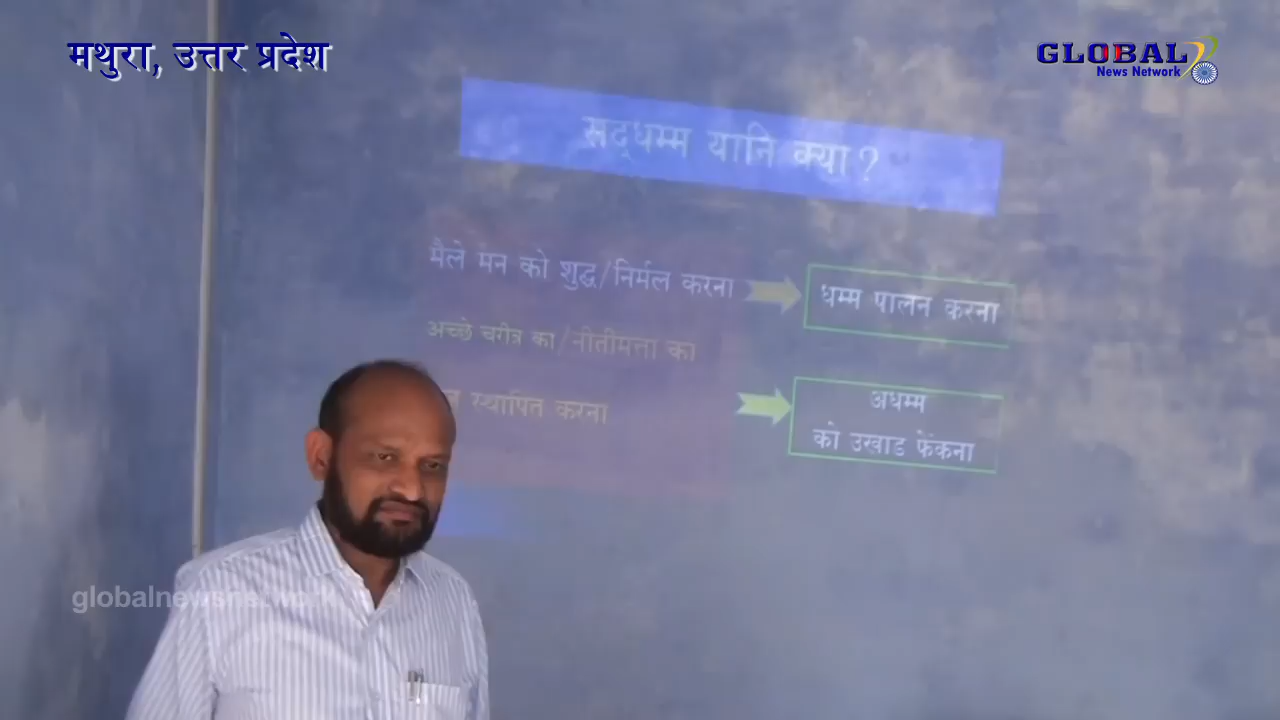 मथुरा, उत्तर प्रदेश
GLOBAL
News Network
सद्धम्म यानि क्या?
मैले मन को शुद्ध/निर्मल करना
धम्म पालन करना
अच्छे चरीत्र का/नीतीमत्ता का
स्थापित करना
अधम्म
को उखाड फेंकना
globalnewsnetwork